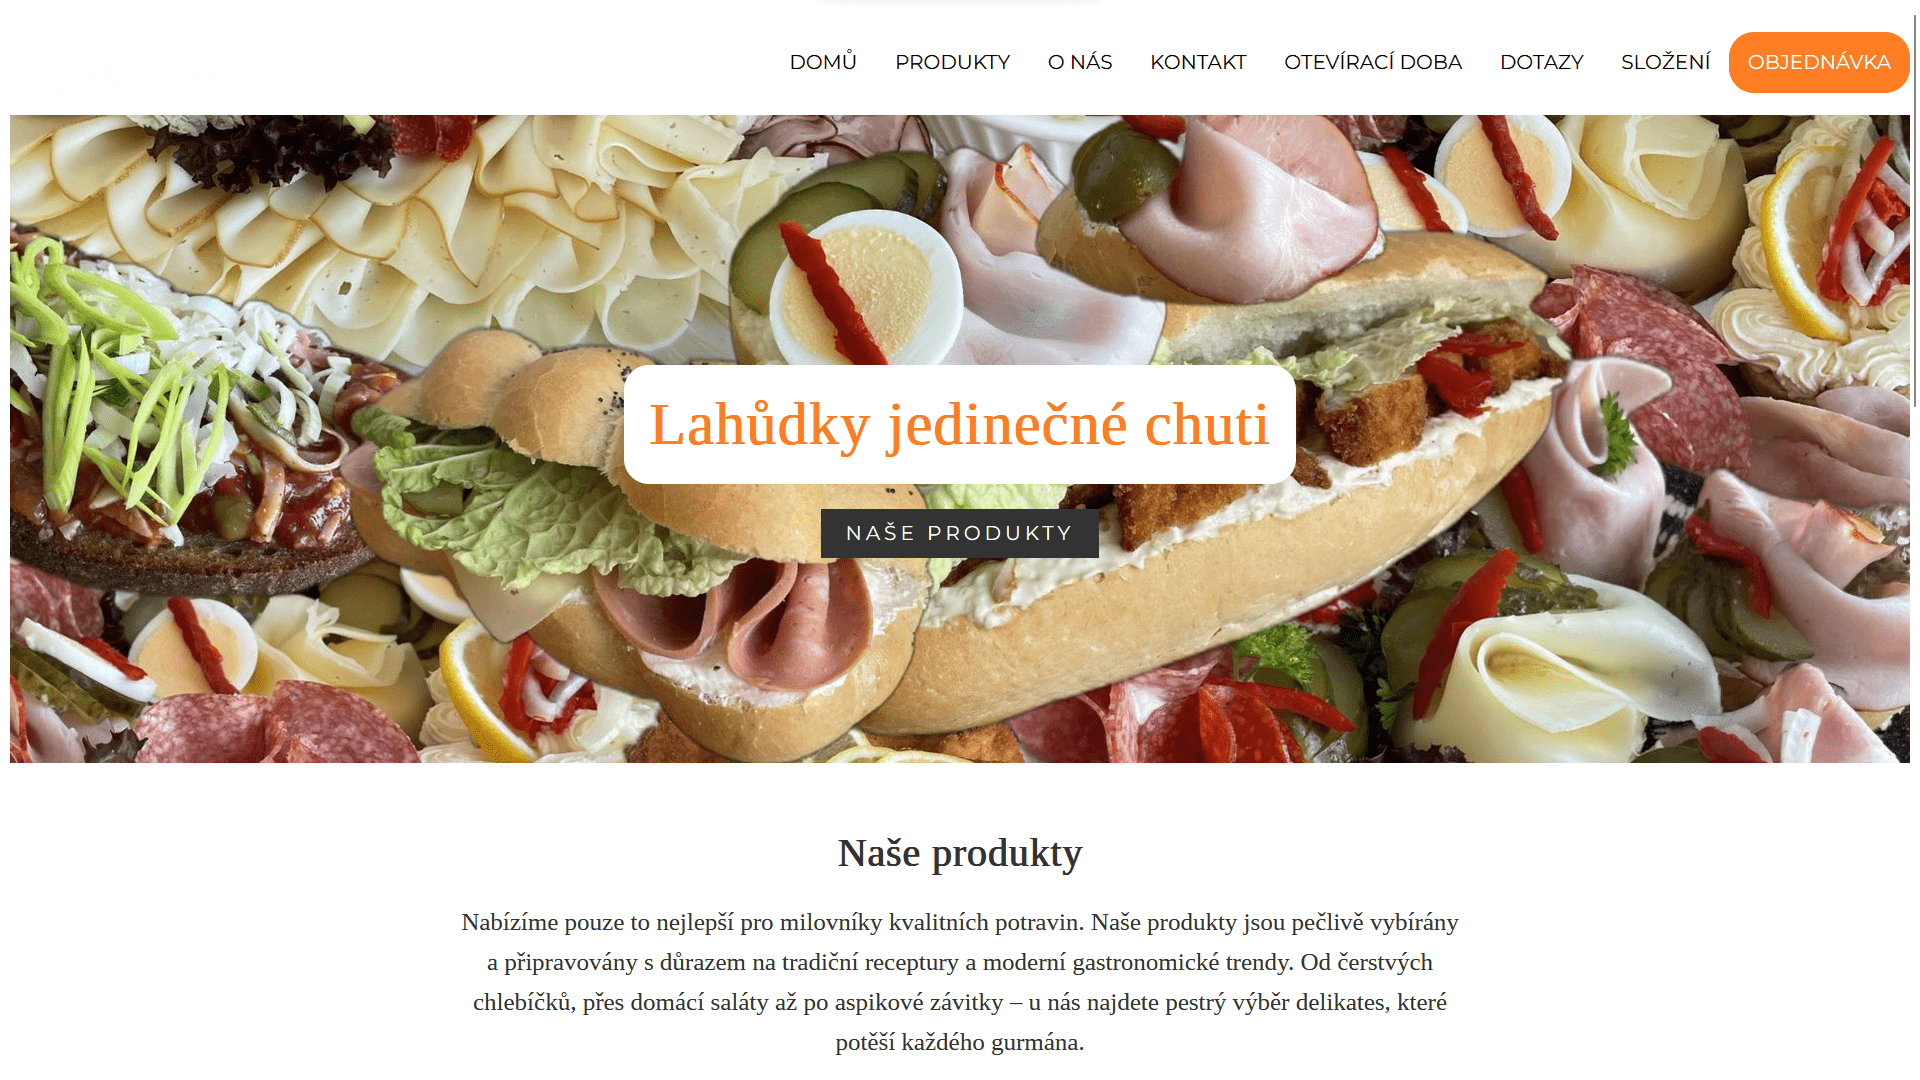 DOMŮ PRODUKTY O NÁS KONTAKT OTEVÍRACÍ DOBA DOTAZY SLOŽENÍ OBJEDNÁVKA
Lahůdky jedinečné chuti
NAŠE PRODUKTY
Naše produkty
Nabízíme pouze to nejlepší pro milovníky kvalitních potravin. Naše produkty jsou pečlivě vybírány
a připravovány s důrazem na tradiční receptury a moderní gastronomické trendy. Od čerstvých
chlebíčků, přes domácí saláty až po aspikové závitky – u nás najdete pestrý výběr delikates, které
potěší každého gurmána.